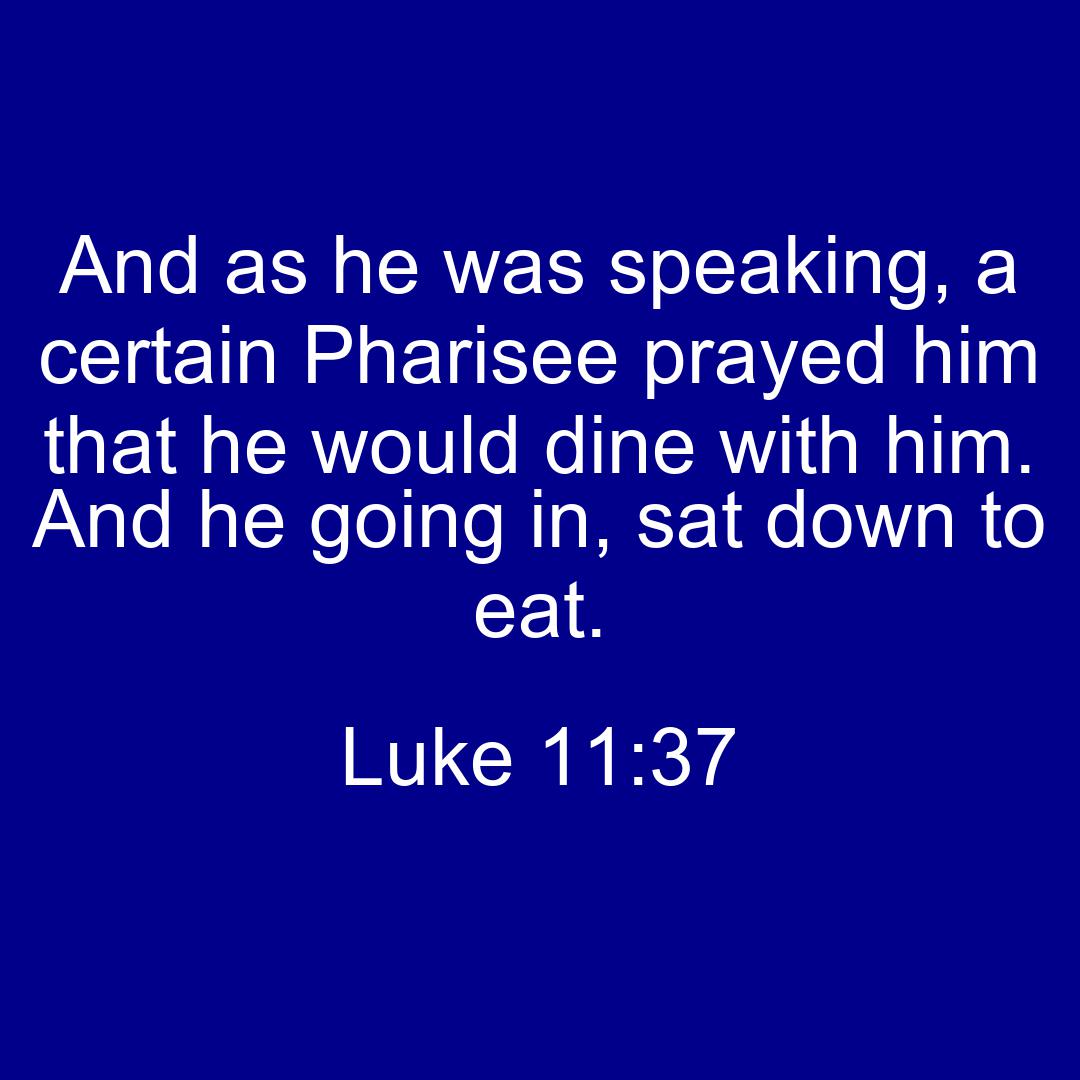 And as he was speaking, a
certain Pharisee prayed him
that he would dine with him.
And he going in, sat down to
eat.
Luke 11:37